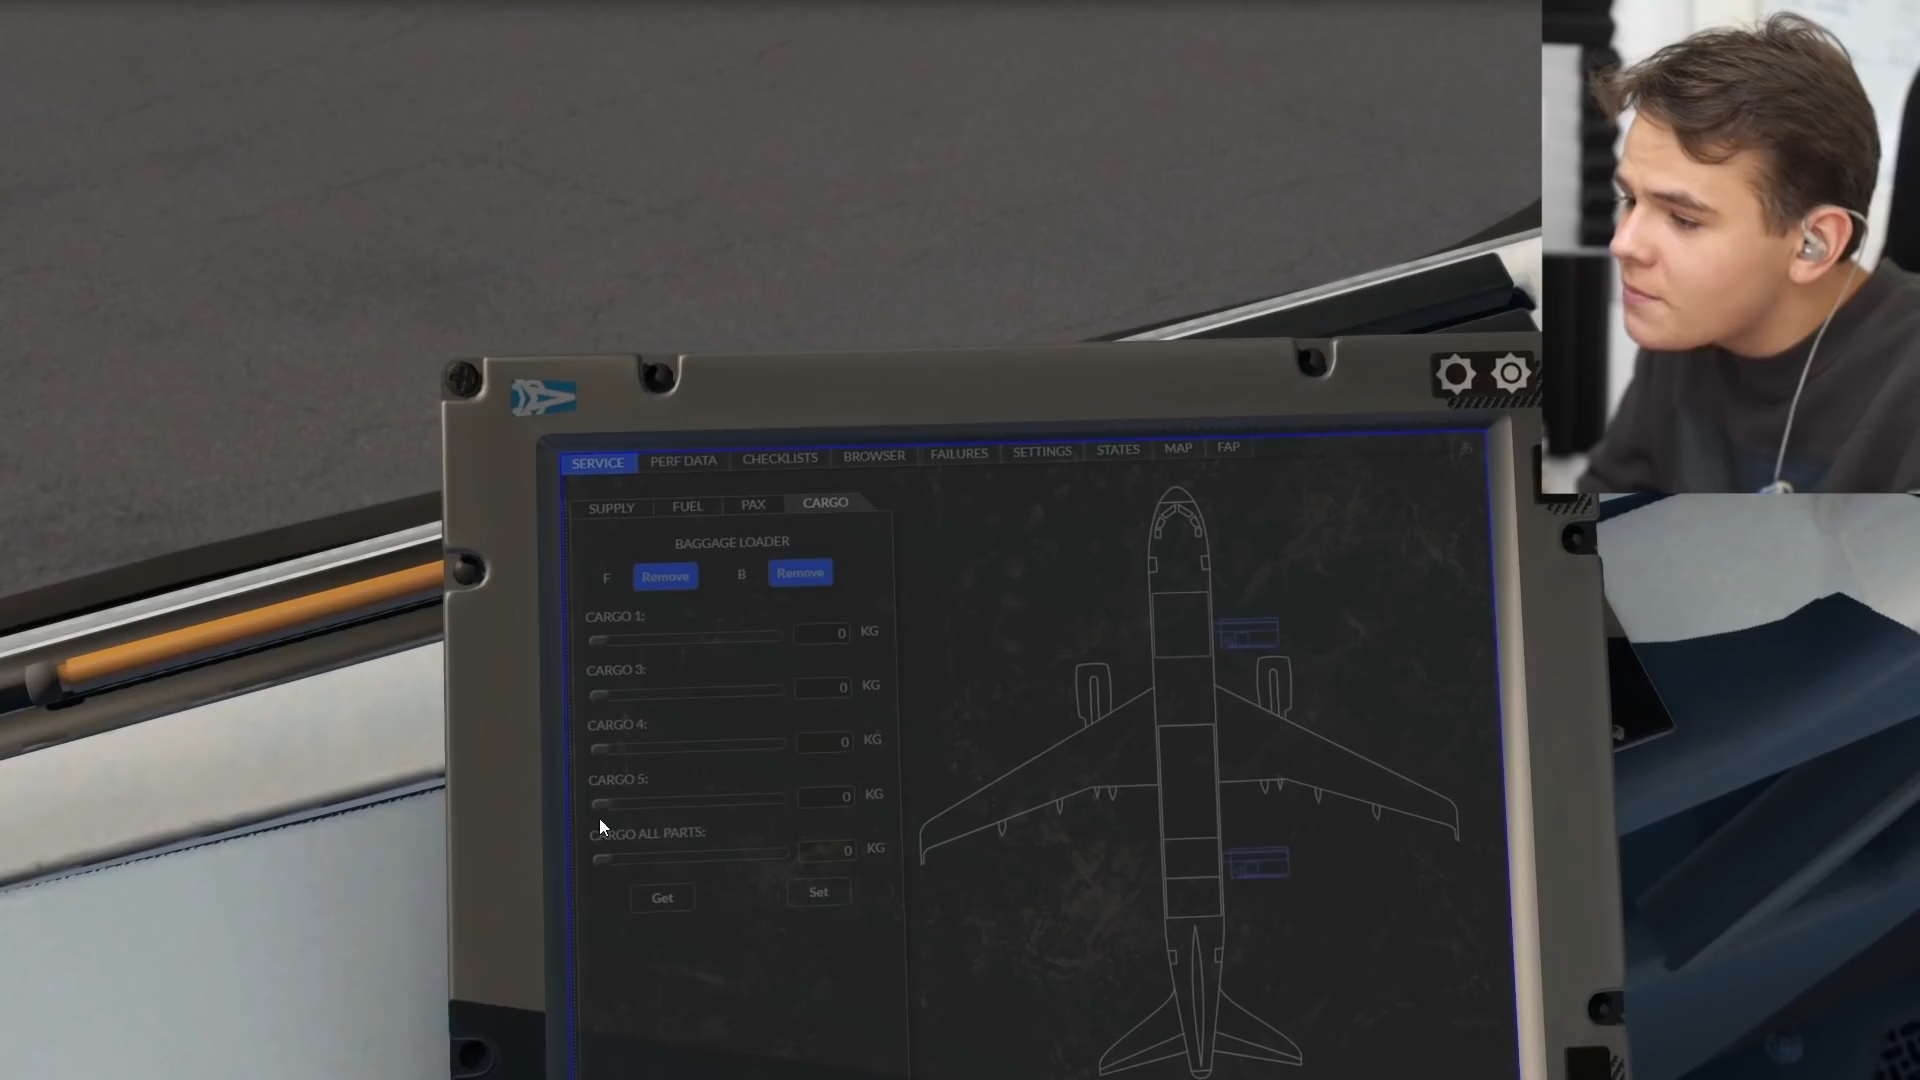 SERVICE PERF DATA CHECKLISTS BROWSER FAILURES SETTINGS STATES MAP FAP
SUPPLY FUEL PAX CARGO
BAGGAGE LOADER
F Remove B Remove
CARGO 1:
0 KG
CARGO 3:
0 KG
CARGO 4:
0 KG
CARGO 5:
0 KG
CARGO ALL PARTS:
0 KG
Get Set